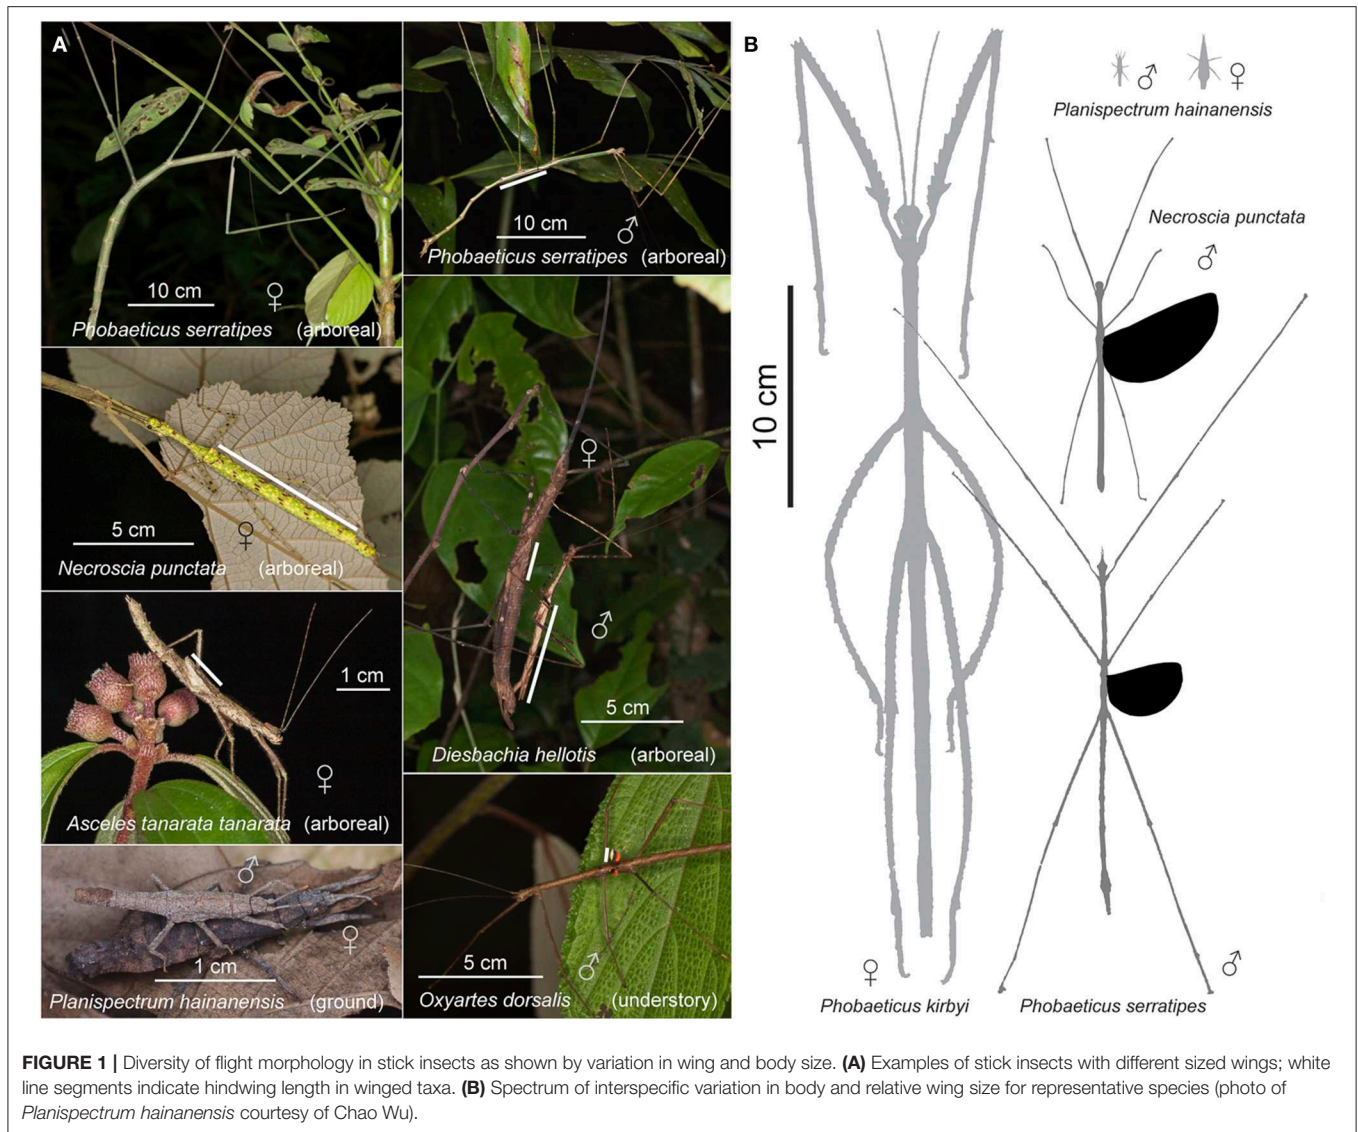 A
10 cm
♀
Phobaeticus serratipes (arboreal)
10 cm
♂
Phobaeticus serratipes (arboreal)
5 cm
♀
Necroscia punctata (arboreal)
♀
♂
5 cm
Diesbachia hellotis (arboreal)
1 cm
♀
Asceles tanarata tanarata (arboreal)
♂
♀
1 cm
Planispectrum hainanensis (ground)
5 cm
♂
Oxyartes dorsalis (understory)
B
♂ ♀
Planispectrum hainanensis
Necroscia punctata
♂
10 cm
♀
Phobaeticus kirbyi
♂
Phobaeticus serratipes
FIGURE 1 | Diversity of flight morphology in stick insects as shown by variation in wing and body size. (A) Examples of stick insects with different sized wings; white
line segments indicate hindwing length in winged taxa. (B) Spectrum of interspecific variation in body and relative wing size for representative species (photo of
Planispectrum hainanensis courtesy of Chao Wu).